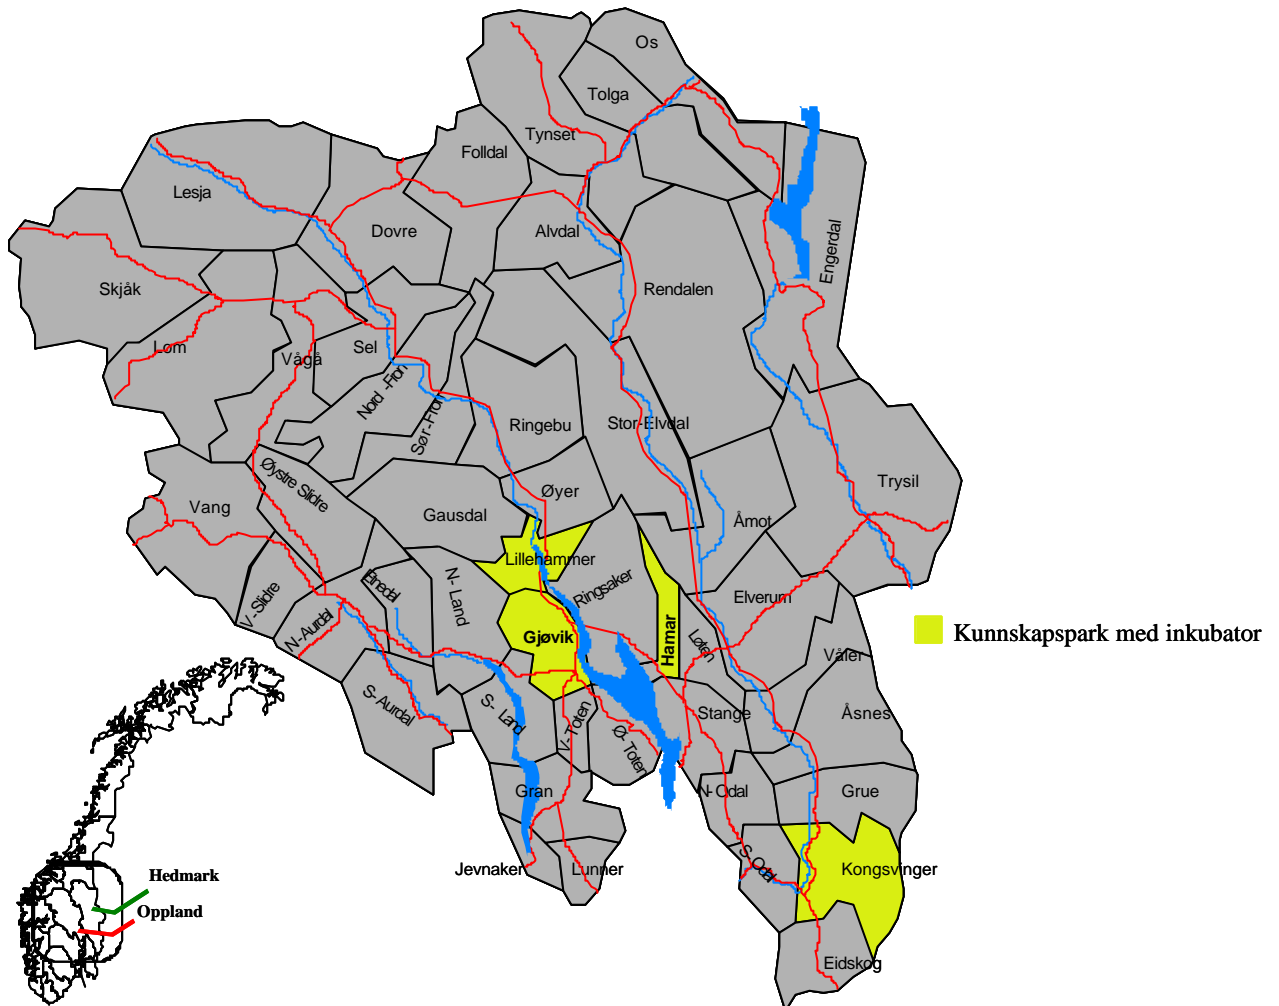 Os
Tolga
Tynset
Folldal
Lesja
Dovre
Alvdal
Engerdal
Skjåk
Rendalen
Lom
Vågå
Sel
Nord-Fron
Sør-Fron
Ringebu
Stor-Elvdal
Øystre Slidre
Trysil
Øyer
Vang
Gausdal
Åmot
Lillehammer
Etnedal
N-Land
Ringsaker
V-Slidre
Elverum
N-Aurdal
Gjøvik
Hamar
Løten
Kunnskapspark med inkubator
Våler
S-Aurdal
S- Land
V-Toten
Ø-Toten
Stange
Åsnes
Gran
N-Odal
Grue
Jevnaker
Lunner
S-Odal
Kongsvinger
Hedmark
Oppland
Eidskog